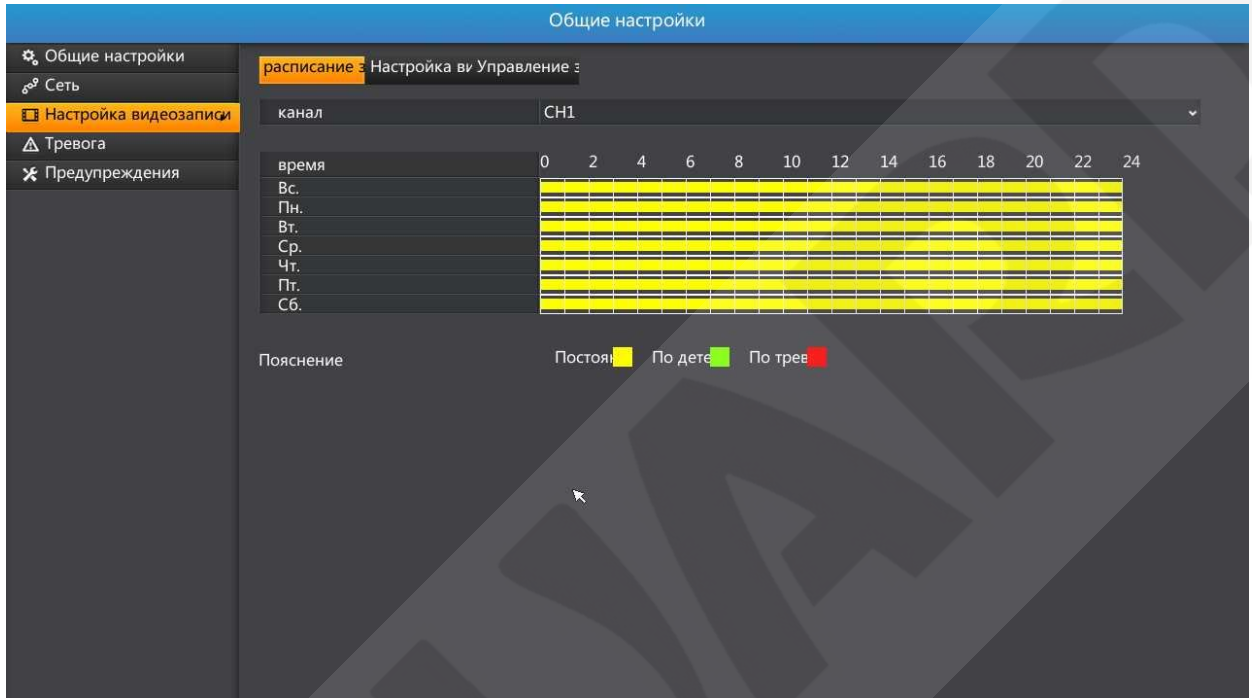 Общие настройки
Общие настройки
Сеть
Настройка видеозаписи
Тревога
Предупреждения
расписание з Настройка ви Управление з
канал CH1
время 0 2 4 6 8 10 12 14 16 18 20 22 24
Вс.
Пн.
Вт.
Ср.
Чт.
Пт.
Сб.
Пояснение Постоян По дете По трев